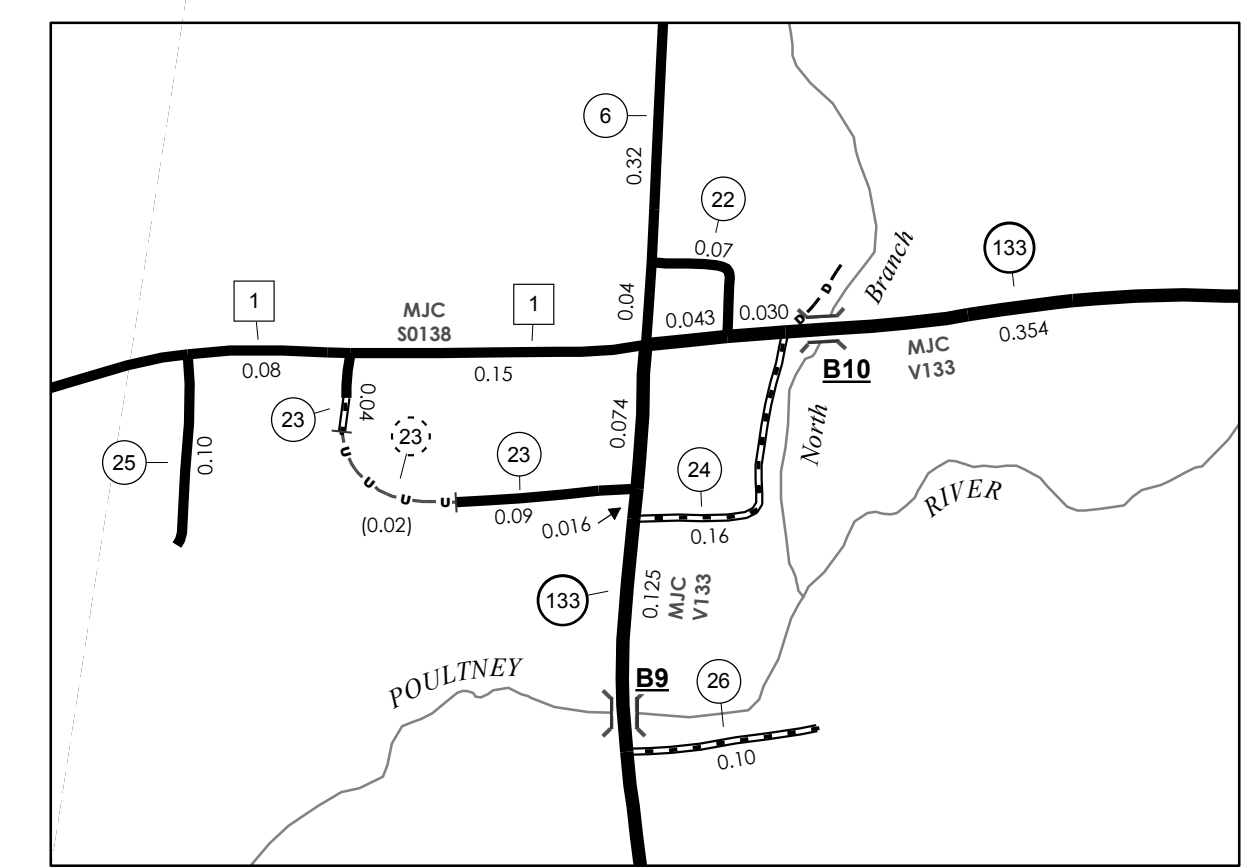 6
0.32
22
0.07
133
Branch
D
D
1
MJC
S0138
1
0.04
0.043
0.030
0.354
MJC
V133
B10
0.08
0.15
23
0.04
23
0.074
North
25
0.10
U
U
U
U
23
24
RIVER
(0.02)
0.09
0.016
0.16
133
0.125
MJC
V133
POULTNEY
B9
26
0.10